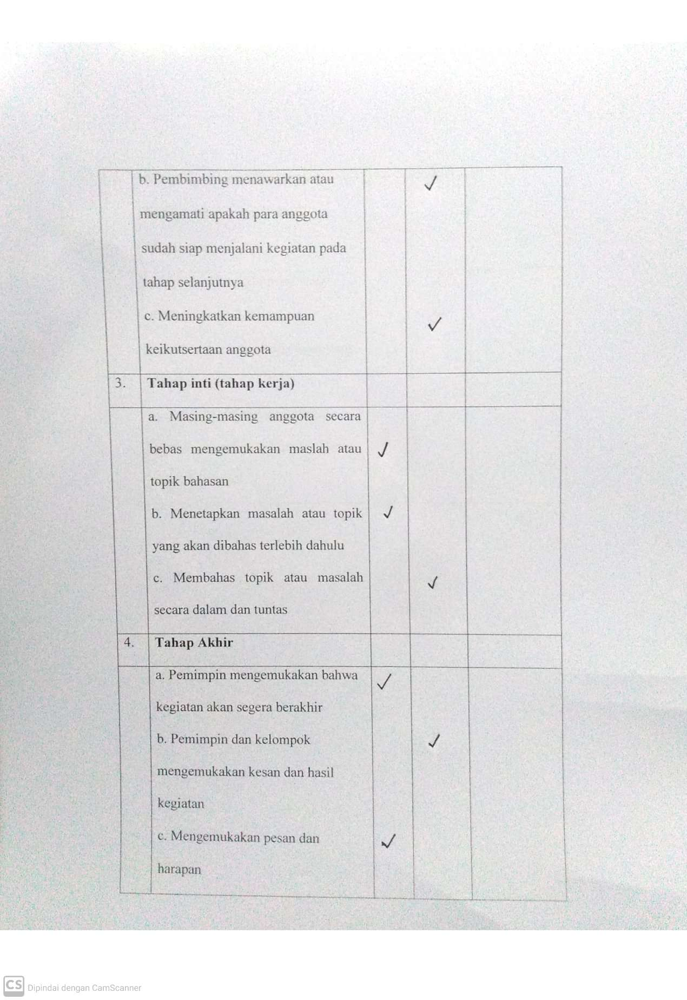 b. Pembimbing menawarkan atau ✓
mengamati apakah para anggota
sudah siap menjalani kegiatan pada
tahap selanjutnya
c. Meningkatkan kemampuan ✓
keikutsertaan anggota
3. Tahap inti (tahap kerja)
a. Masing-masing anggota secara
bebas mengemukakan maslah atau ✓
topik bahasan
b. Menetapkan masalah atau topik ✓
yang akan dibahas terlebih dahulu
c. Membahas topik atau masalah ✓
secara dalam dan tuntas
4. Tahap Akhir
a. Pemimpin mengemukakan bahwa ✓
kegiatan akan segera berakhir
b. Pemimpin dan kelompok ✓
mengemukakan kesan dan hasil
kegiatan
c. Mengemukakan pesan dan ✓
harapan
CS Dipindai dengan CamScanner